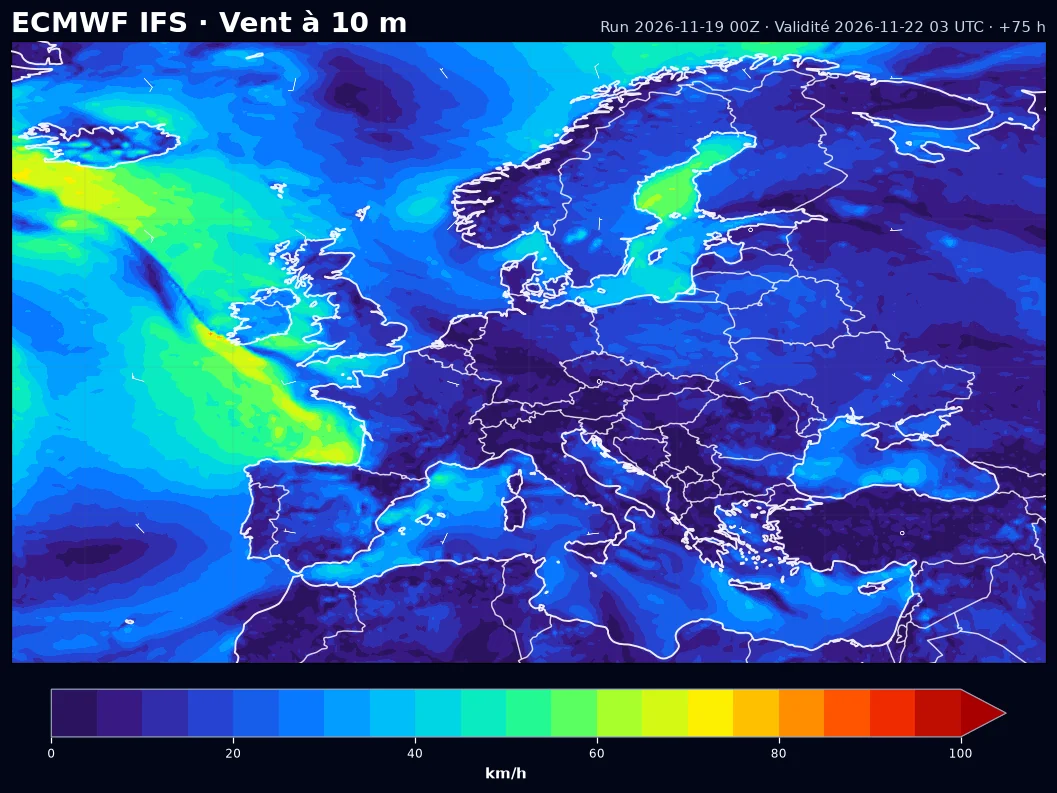 ECMWF IFS · Vent à 10 m
Run 2026-11-19 00Z · Validité 2026-11-22 03 UTC · +75 h
0 20 40 60 80 100
km/h